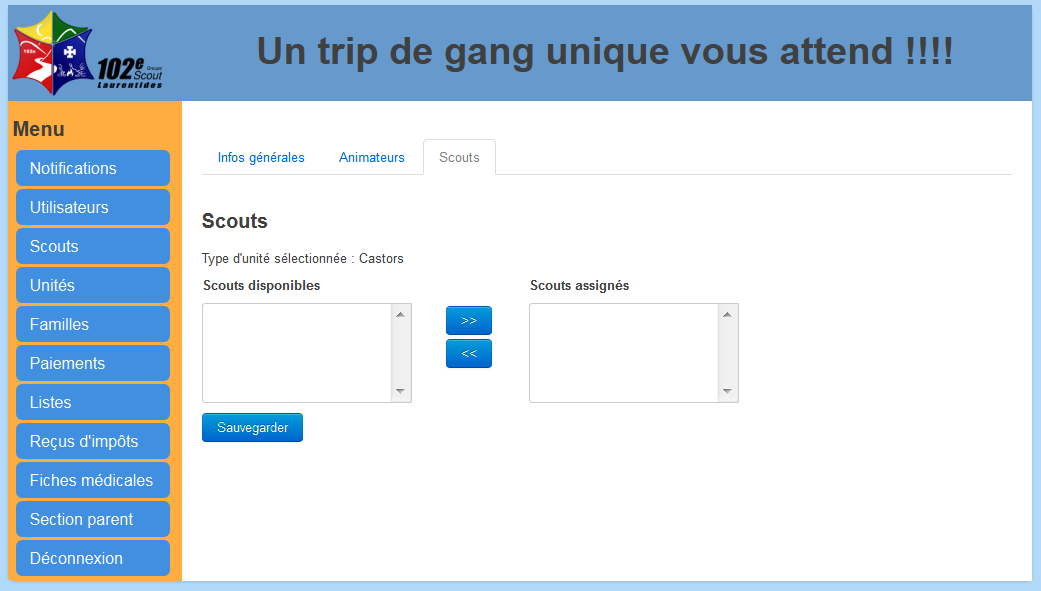 102e
102e Groupe
Scout
Laurentides
Un trip de gang unique vous attend !!!!
Menu
Notifications
Utilisateurs
Scouts
Unités
Familles
Paiements
Listes
Reçus d'impôts
Fiches médicales
Section parent
Déconnexion
Infos générales
Animateurs
Scouts
Scouts
Type d'unité sélectionnée : Castors
Scouts disponibles
Scouts assignés
>>
<<
Sauvegarder